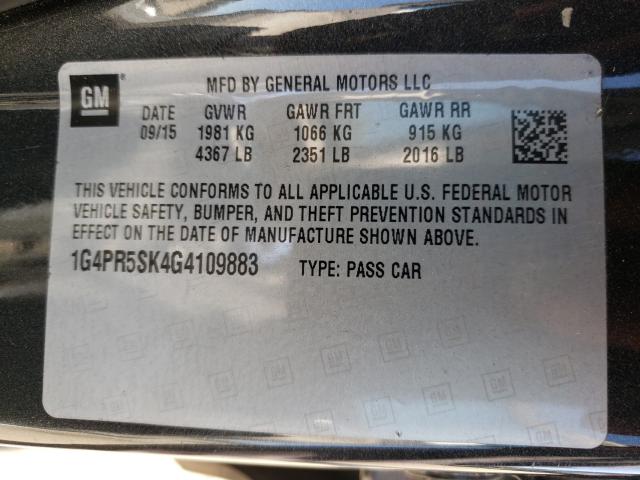 GM
MFD BY GENERAL MOTORS LLC
DATE GVWR GAWR FRT GAWR RR
09/15 1981 KG 1066 KG 915 KG
4367 LB 2351 LB 2016 LB
THIS VEHICLE CONFORMS TO ALL APPLICABLE U.S. FEDERAL MOTOR
VEHICLE SAFETY, BUMPER, AND THEFT PREVENTION STANDARDS IN
EFFECT ON THE DATE OF MANUFACTURE SHOWN ABOVE.
1G4PR5SK4G4109883 TYPE: PASS CAR